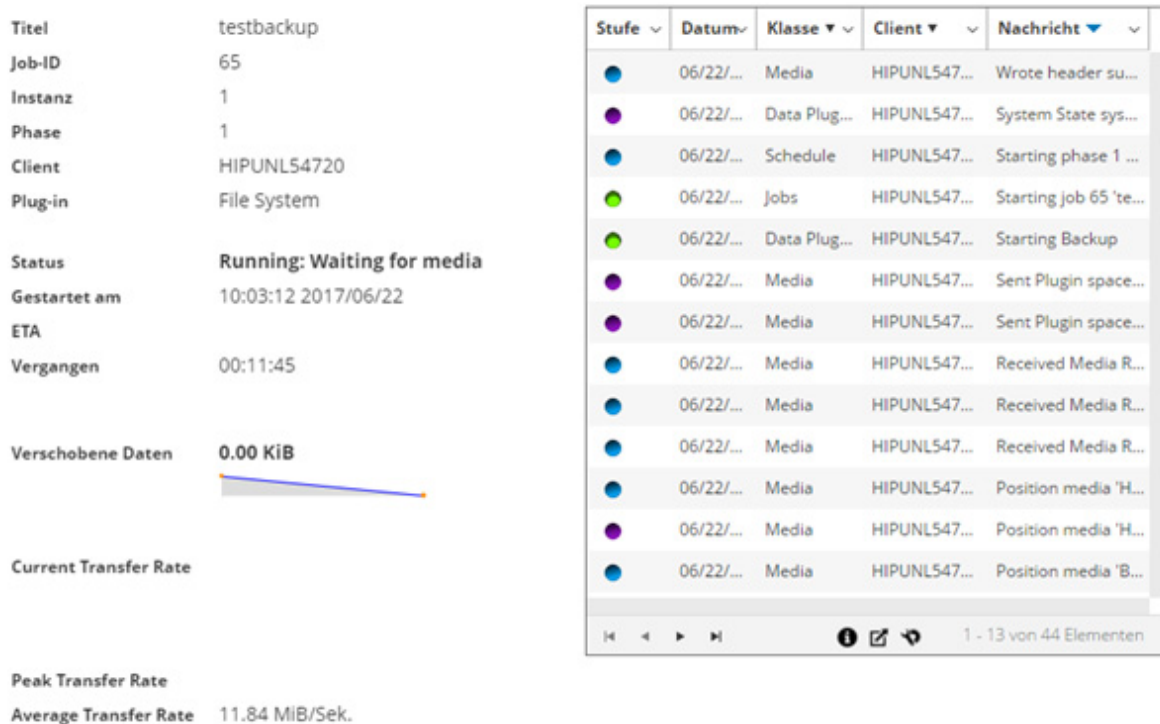 Titel testbackup
Job-ID 65
Instanz 1
Phase 1
Client HIPUNL54720
Plug-in File System
Status Running: Waiting for media
Gestartet am 10:03:12 2017/06/22
ETA
Vergangen 00:11:45
Verschobene Daten 0.00 KiB
Current Transfer Rate
Peak Transfer Rate
Average Transfer Rate 11.84 MiB/Sek.
Stufe Datum Klasse Client Nachricht
06/22/... Media HIPUNL547... Wrote header su...
06/22/... Data Plug... HIPUNL547... System State sys...
06/22/... Schedule HIPUNL547... Starting phase 1 ...
06/22/... Jobs HIPUNL547... Starting job 65 'te...
06/22/... Data Plug... HIPUNL547... Starting Backup
06/22/... Media HIPUNL547... Sent Plugin space...
06/22/... Media HIPUNL547... Sent Plugin space...
06/22/... Media HIPUNL547... Received Media R...
06/22/... Media HIPUNL547... Received Media R...
06/22/... Media HIPUNL547... Received Media R...
06/22/... Media HIPUNL547... Position media 'H...
06/22/... Media HIPUNL547... Position media 'H...
06/22/... Media HIPUNL547... Position media 'B...
1 - 13 von 44 Elementen